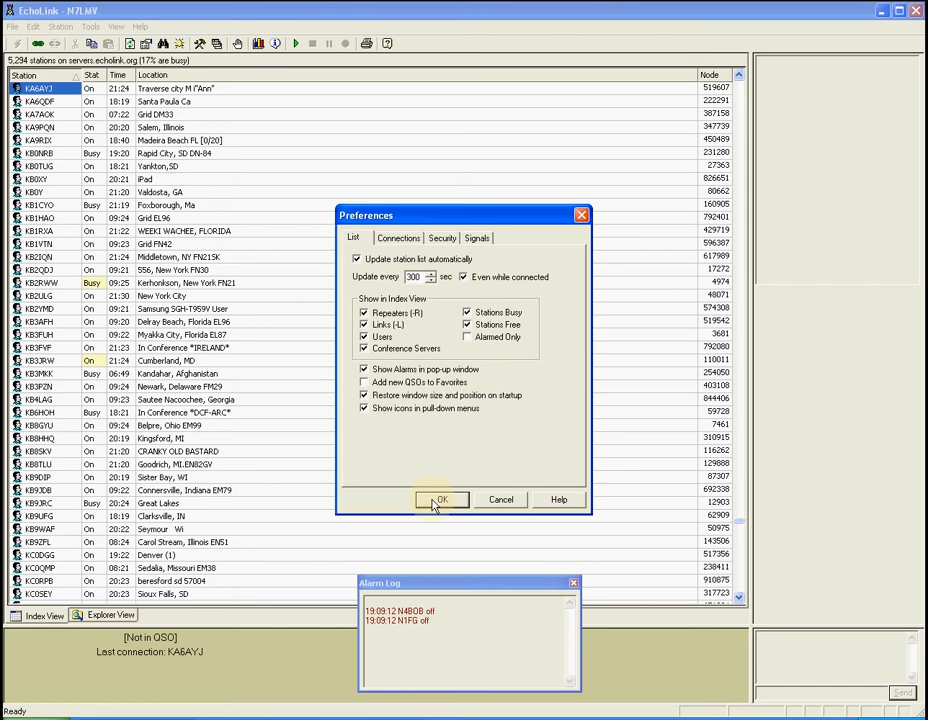 EchoLink - N7LMV
File Edit Station Tools View Help
5,294 stations on servers.echolink.org (17% are busy)
Station Stat Time Location Node
KA6AYJ On 21:24 Traverse city M i"Ann" 519607
KA6QDF On 18:19 Santa Paula Ca 222291
KA7AOK On 07:22 Grid DM33 387158
KA9PQN On 20:20 Salem, Illinois 347739
KA9RIX On 18:40 Madeira Beach FL [0/20] 450489
KB0NRB Busy 19:20 Rapid City, SD DN-84 231280
KB0TUG On 18:21 Yankton,SD 27363
KB0XY On 21:20 iPad 826651
KB0Y On 21:20 Valdosta, GA 80662
KB1CYO Busy 21:19 Foxborough, Ma 160905
KB1HAO On 09:24 Grid EL96 792401
KB1RXA On 21:22 WEEKI WACHEE, FLORIDA 429719
KB1VTN On 09:23 Grid FN42 596387
KB2IQN On 21:24 Middletown, NY FN21SK 617989
KB2QDJ On 09:21 556, New York FN30 17272
KB2RWW Busy 09:25 Kerhonkson, New York FN21 4974
KB2ULG On 21:30 New York City 48071
KB2YMD On 09:21 Samsung SGH-T959V User 574308
KB3AFH On 09:20 Delray Beach, Florida EL96 519542
KB3FUH On 09:22 Myakka City, Florida EL87 3681
KB3FVF On 21:23 In Conference *IRELAND* 792080
KB3JRW On 21:24 Cumberland, MD 110011
KB3MKK Busy 06:49 Kandahar, Afghanistan 254050
KB3PZN On 09:24 Newark, Delaware FM29 403108
KB4LAG On 09:25 Sautee Nacoochee, Georgia 844406
KB6HOH Busy 18:21 In Conference *DCF-ARC* 59728
KB8GYU On 09:24 Belpre, Ohio EM99 7461
KB8HHQ On 20:19 Kingsford, MI 310915
KB8SKV On 21:20 CRANKY OLD BASTARD 116256
KB8TLU On 21:20 Goodrich, MI.EN82GV 129888
KB9DIP On 20:19 Sister Bay, WI 87307
KB9JDB On 09:22 Connersville, Indiana EM79 692338
KB9JRC Busy 20:24 Great Lakes 12903
KB9UFG On 18:19 Clarksville, IN 62909
KB9WAF On 20:22 Seymour Wi 50975
KB9ZFL On 08:24 Carol Stream, Illinois EN51 143506
KC0DGG On 19:22 Denver (1) 517356
KC0QMP On 08:21 Sedalia, Missouri EM38 238411
KC0RPB On 20:23 beresford sd 57004 910875
KC0SEY On 20:23 Sioux Falls, SD 317723
Preferences
List Connections Security Signals
Update station list automatically
Update every 300 sec Even while connected
Show in Index View
Repeaters (-R) Stations Busy
Links (-L) Stations Free
Users Alarmed Only
Conference Servers
Show Alarms in pop-up window
Add new QSOs to Favorites
Restore window size and position on startup
Show icons in pull-down menus
OK Cancel Help
Alarm Log
19:09:12 N4BOB off
19:09:12 N1FG off
Index View Explorer View
[Not in QSO]
Last connection: KA6AYJ
Send
Ready